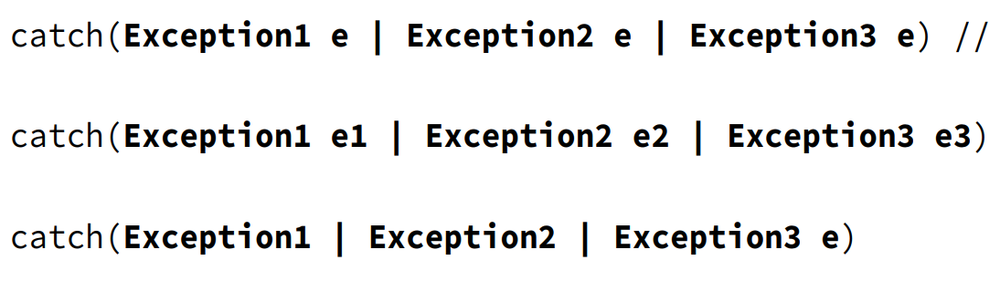 catch(Exception1 e | Exception2 e | Exception3 e) //
catch(Exception1 e1 | Exception2 e2 | Exception3 e3)
catch(Exception1 | Exception2 | Exception3 e)